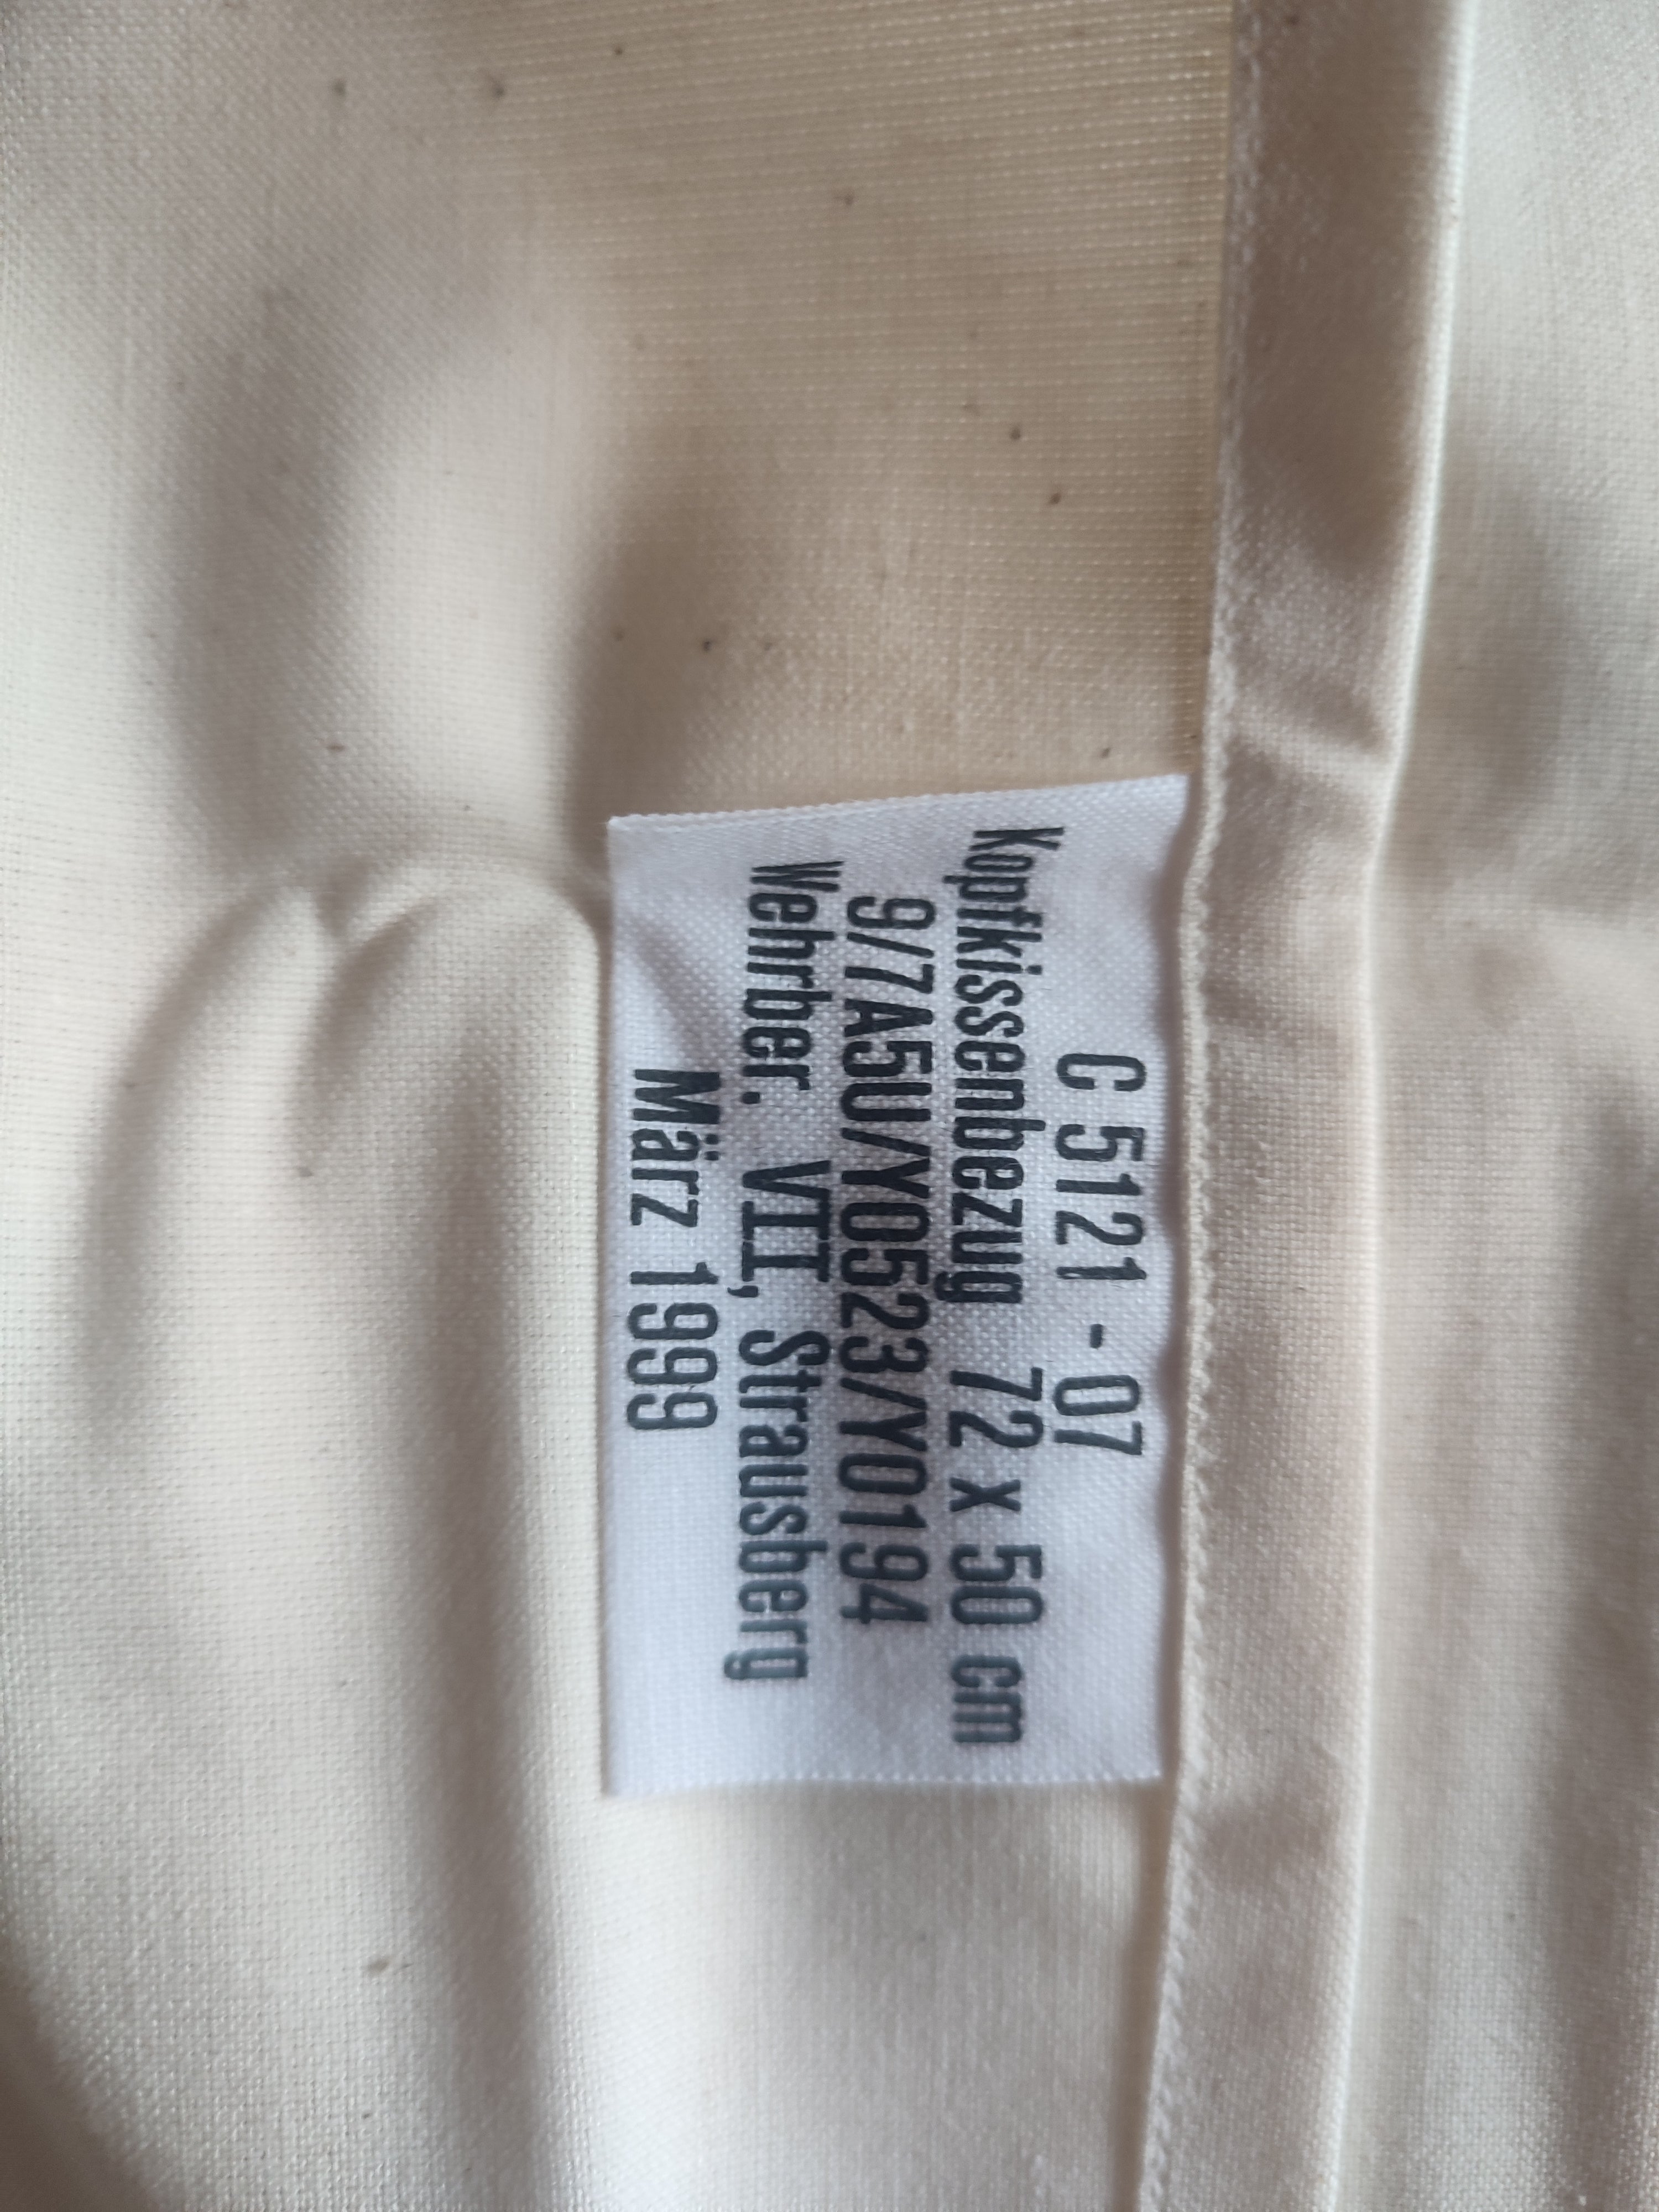 C 5121 - 07
Kopfkissenbezug 72 x 50 cm
9/7A5U/Y0523/Y0194
Wehrber. VII, Strausberg
März 1999